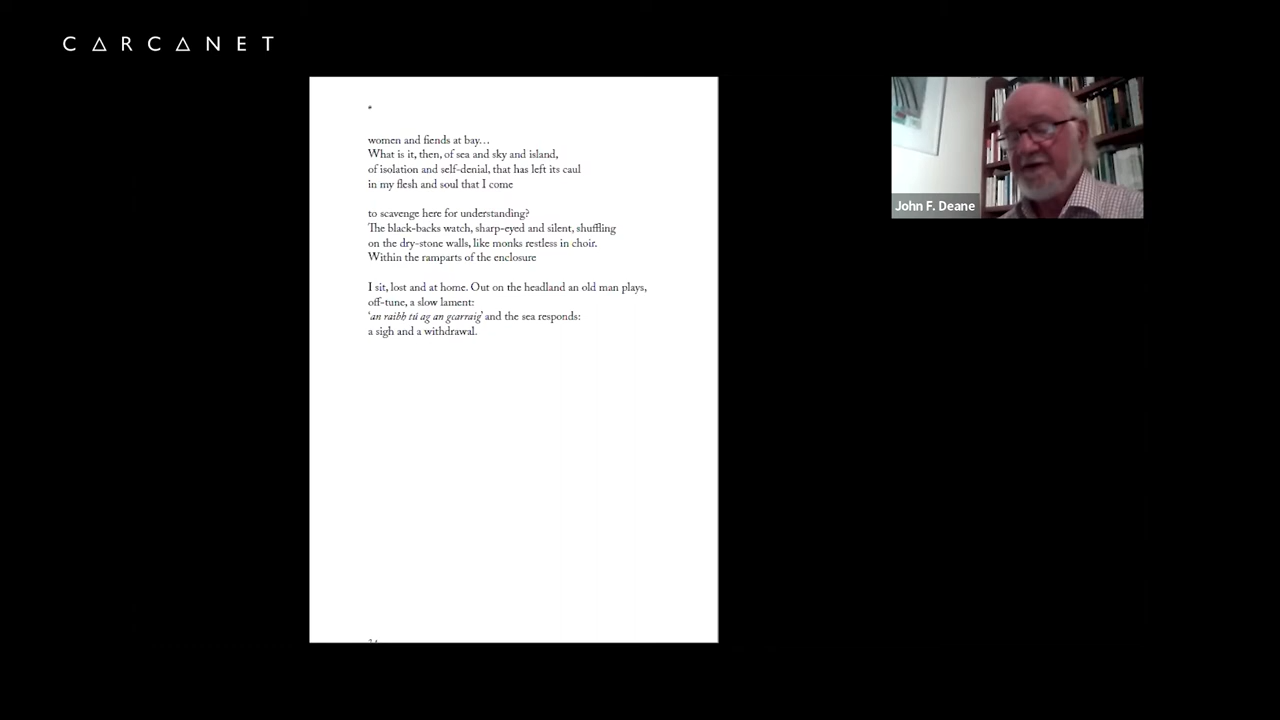 CARCANET
*
women and fiends at bay…
What is it, then, of sea and sky and island,
of isolation and self-denial, that has left its caul
in my flesh and soul that I come
to scavenge here for understanding?
The black-backs watch, sharp-eyed and silent, shuffling
on the dry-stone walls, like monks restless in choir.
Within the ramparts of the enclosure
I sit, lost and at home. Out on the headland an old man plays,
off-tune, a slow lament:
‘an raibh tú ag an gcarraig’ and the sea responds:
a sigh and a withdrawal.
John F. Deane